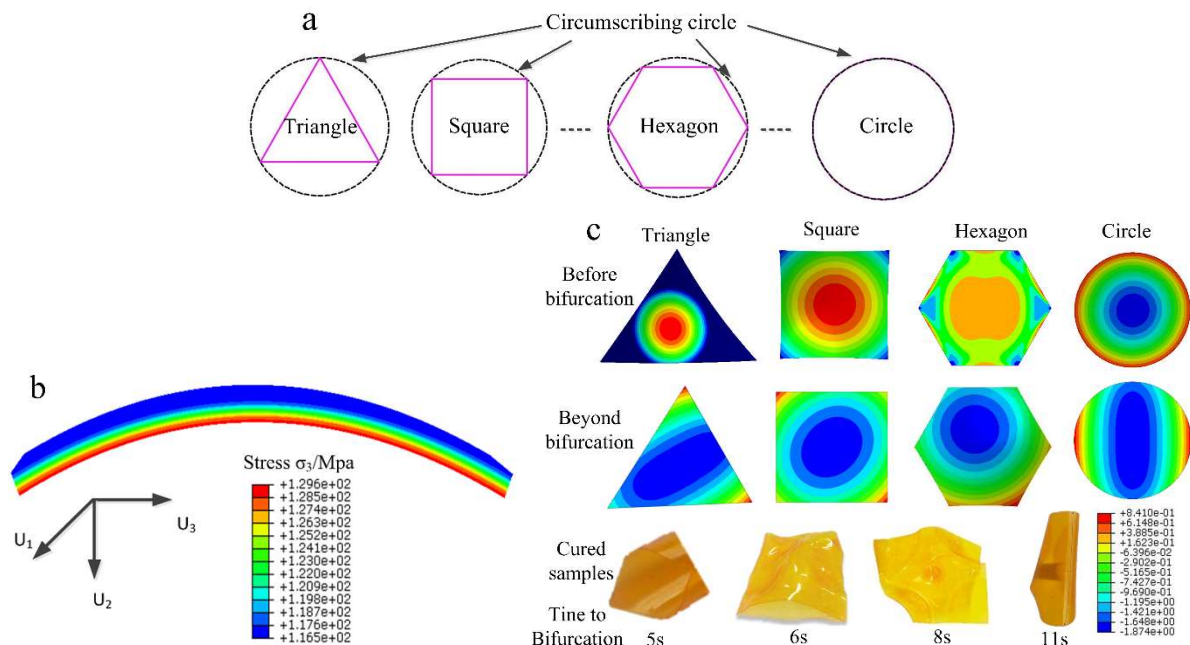 a
Circumscribing circle
Triangle
Square
Hexagon
Circle
b
Stress σ3/Mpa
+1.296e+02
+1.285e+02
+1.274e+02
+1.263e+02
+1.252e+02
+1.241e+02
+1.230e+02
+1.220e+02
+1.209e+02
+1.198e+02
+1.187e+02
+1.176e+02
+1.165e+02
U1
U2
U3
c
Triangle
Square
Hexagon
Circle
Before
bifurcation
Beyond
bifurcation
Cured
samples
Tine to
Bifurcation
5s
6s
8s
11s
+8.410e-01
+6.148e-01
+3.885e-01
+1.623e-01
-6.396e-02
-2.902e-01
-5.165e-01
-7.427e-01
-9.690e-01
-1.195e+00
-1.421e+00
-1.648e+00
-1.874e+00